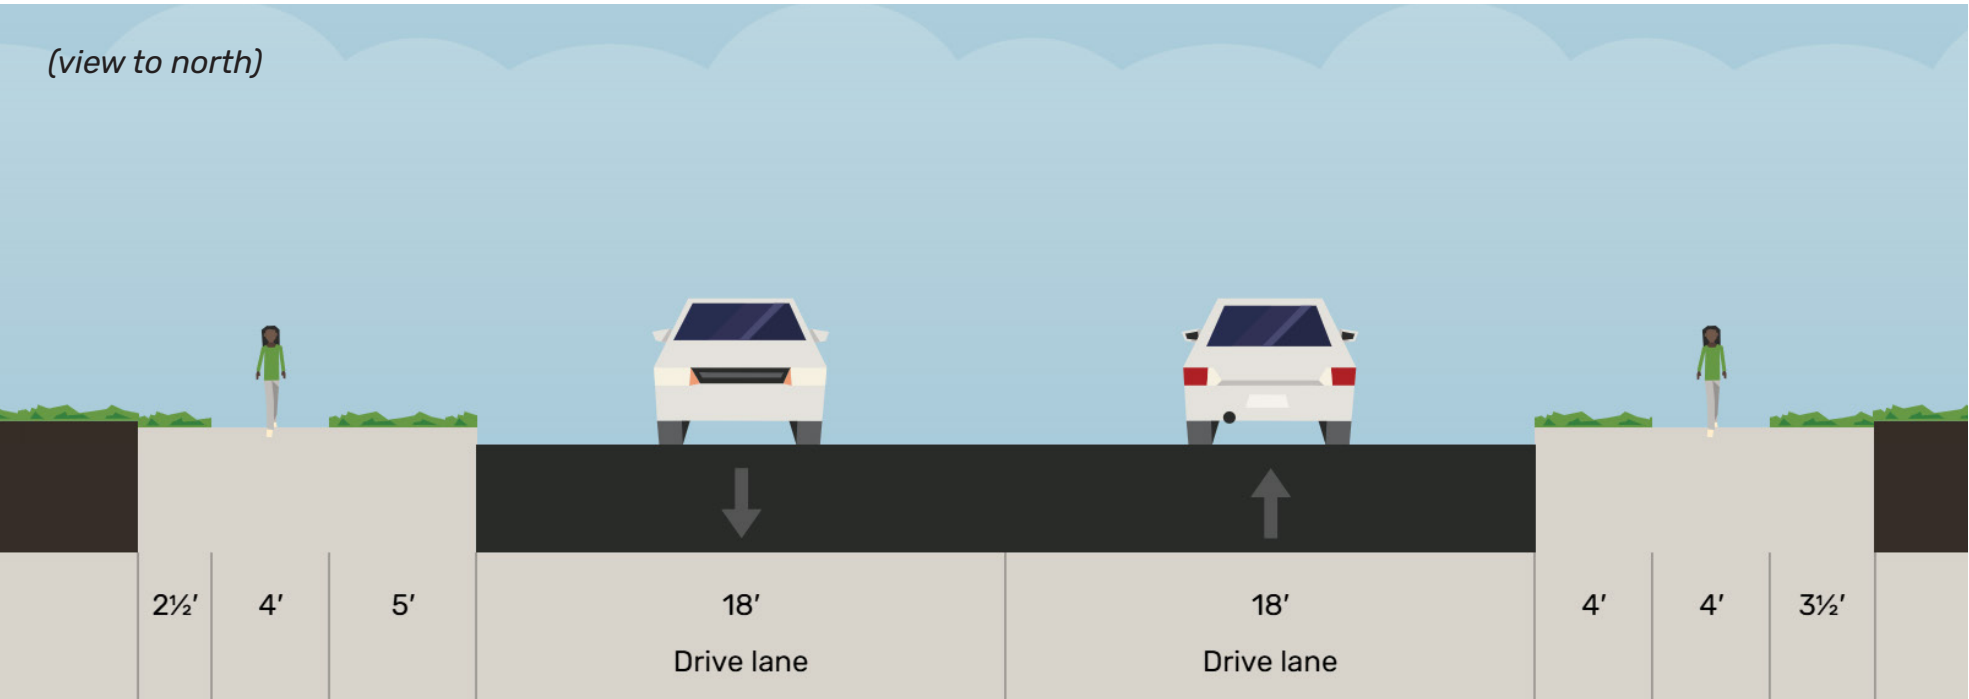 (view to north)
2½′ 4′ 5′ 18′ 18′ 4′ 4′ 3½′
Drive lane Drive lane